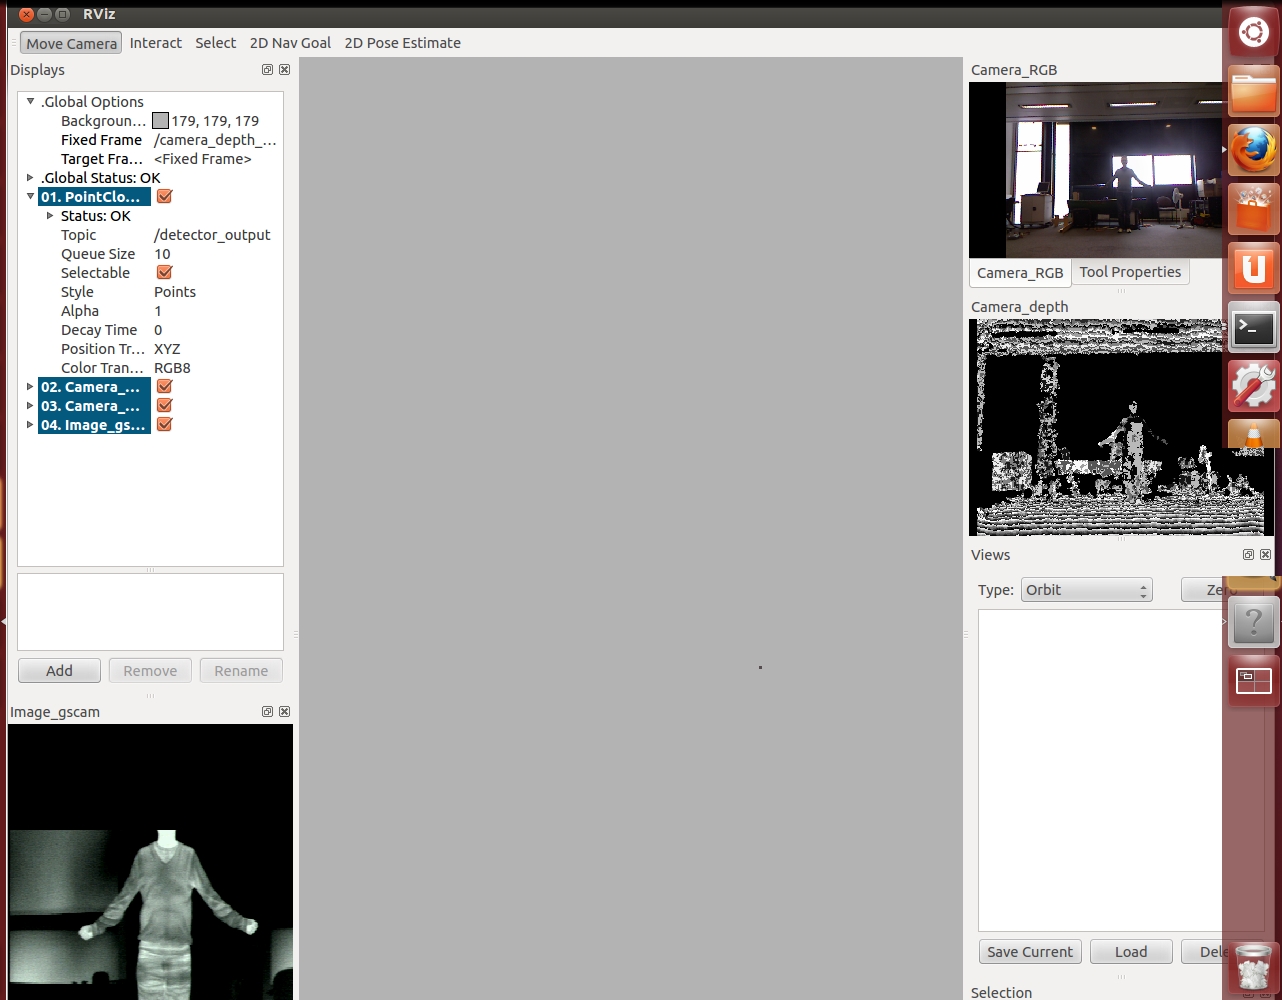 RViz
Move Camera Interact Select 2D Nav Goal 2D Pose Estimate
Displays
.Global Options
Backgroun... 179, 179, 179
Fixed Frame /camera_depth_...
Target Fra... <Fixed Frame>
.Global Status: OK
01. PointClo...
Status: OK
Topic /detector_output
Queue Size 10
Selectable
Style Points
Alpha 1
Decay Time 0
Position Tr... XYZ
Color Tran... RGB8
02. Camera_...
03. Camera_...
04. Image_gs...
Add Remove Rename
Image_gscam
Camera_RGB
Camera_RGB Tool Properties
Camera_depth
Views
Type: Orbit Zero
Save Current Load Dele
Selection